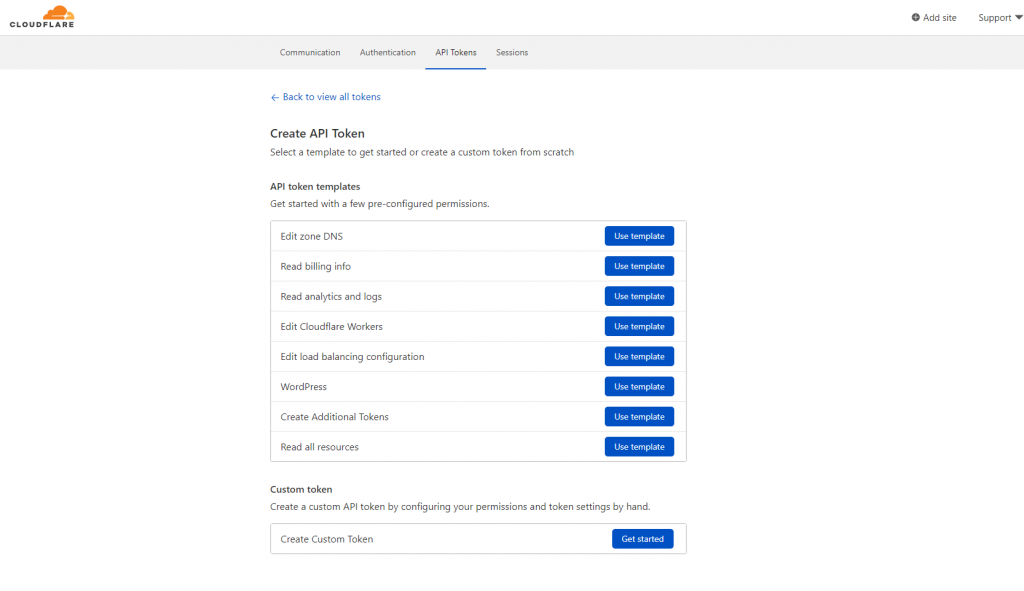 CLOUDFLARE
Add site
Support
Communication
Authentication
API Tokens
Sessions
← Back to view all tokens
Create API Token
Select a template to get started or create a custom token from scratch
API token templates
Get started with a few pre-configured permissions.
Edit zone DNS Use template
Read billing info Use template
Read analytics and logs Use template
Edit Cloudflare Workers Use template
Edit load balancing configuration Use template
WordPress Use template
Create Additional Tokens Use template
Read all resources Use template
Custom token
Create a custom API token by configuring your permissions and token settings by hand.
Create Custom Token Get started